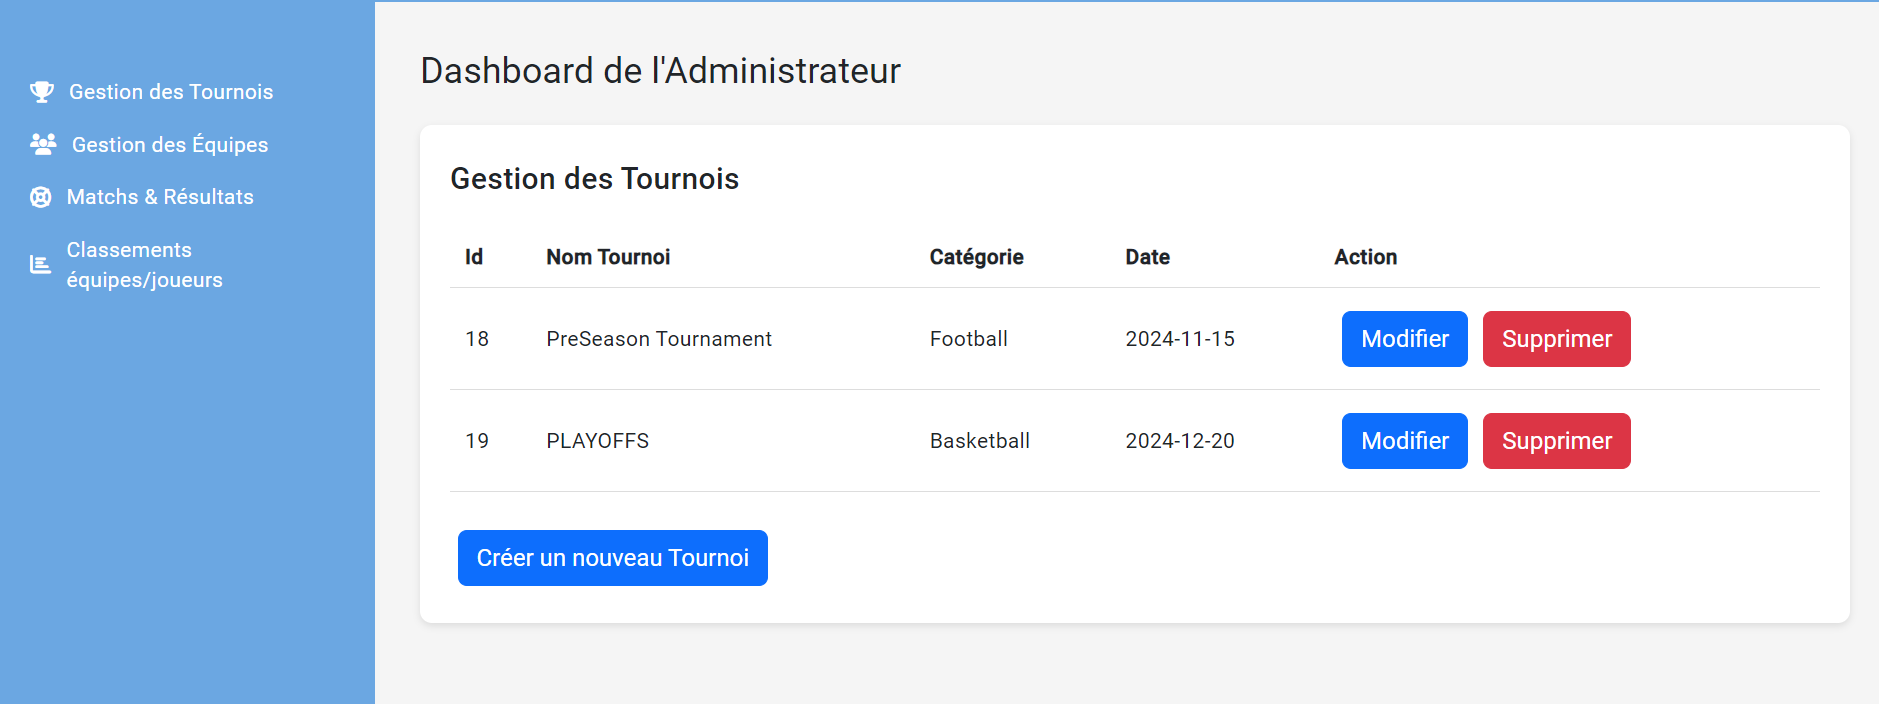 Gestion des Tournois
Gestion des Équipes
Matchs & Résultats
Classements
équipes/joueurs
Dashboard de l'Administrateur
Gestion des Tournois
Id Nom Tournoi Catégorie Date Action
18 PreSeason Tournament Football 2024-11-15 Modifier Supprimer
19 PLAYOFFS Basketball 2024-12-20 Modifier Supprimer
Créer un nouveau Tournoi